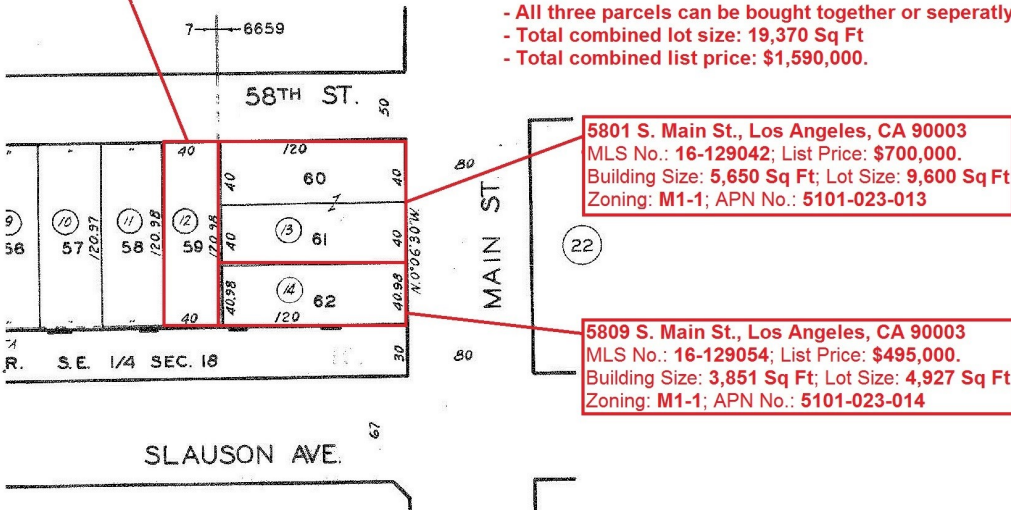 - All three parcels can be bought together or seperatly
- Total combined lot size: 19,370 Sq Ft
- Total combined list price: $1,590,000.
7 6659
58TH ST.
50
5801 S. Main St., Los Angeles, CA 90003
MLS No.: 16-129042; List Price: $700,000.
Building Size: 5,650 Sq Ft; Lot Size: 9,600 Sq Ft
Zoning: M1-1; APN No.: 5101-023-013
" " " 40 120
80
40 60 40
9 10 11 12 13
56 57 120.97 58 120.98 59 120.98 40 61 40
N.0°06'30"W.
MAIN ST
22
14
40.98 62 40.98
" " " 40 120
5809 S. Main St., Los Angeles, CA 90003
MLS No.: 16-129054; List Price: $495,000.
Building Size: 3,851 Sq Ft; Lot Size: 4,927 Sq Ft
Zoning: M1-1; APN No.: 5101-023-014
R. S.E. 1/4 SEC. 18
30
80
SLAUSON AVE.
67